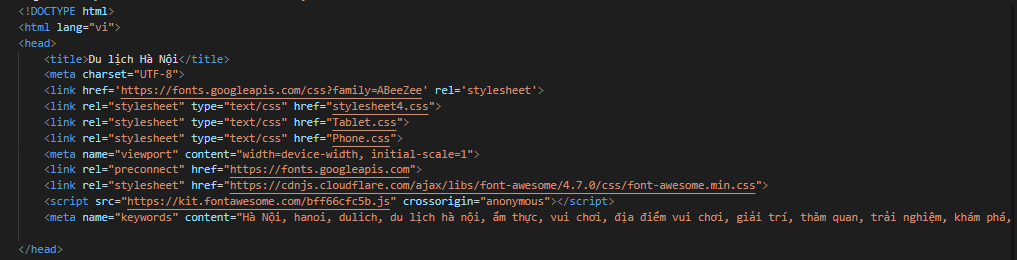 <!DOCTYPE html>
<html lang="vi">
<head>
<title>Du lịch Hà Nội</title>
<meta charset="UTF-8">
<link href='https://fonts.googleapis.com/css?family=ABeeZee' rel='stylesheet'>
<link rel="stylesheet" type="text/css" href="stylesheet4.css">
<link rel="stylesheet" type="text/css" href="Tablet.css">
<link rel="stylesheet" type="text/css" href="Phone.css">
<meta name="viewport" content="width=device-width, initial-scale=1">
<link rel="preconnect" href="https://fonts.googleapis.com">
<link rel="stylesheet" href="https://cdnjs.cloudflare.com/ajax/libs/font-awesome/4.7.0/css/font-awesome.min.css">
<script src="https://kit.fontawesome.com/bff66cfc5b.js" crossorigin="anonymous"></script>
<meta name="keywords" content="Hà Nội, hanoi, dulich, du lịch hà nội, ẩm thực, vui chơi, địa điểm vui chơi, giải trí, thăm quan, trải nghiệm, khám phá,
</head>